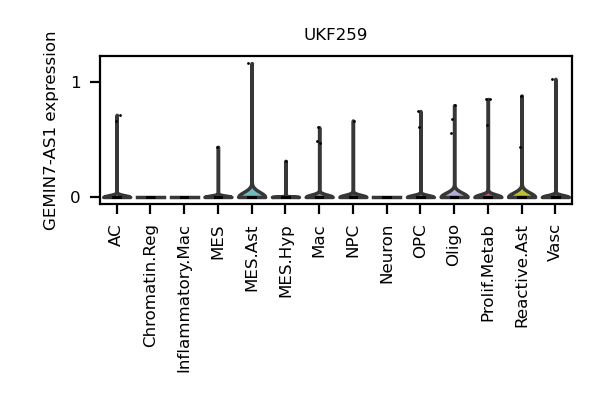 UKF259
GEMIN7-AS1 expression
1
0
AC
Chromatin.Reg
Inflammatory.Mac
MES
MES.Ast
MES.Hyp
Mac
NPC
Neuron
OPC
Oligo
Prolif.Metab
Reactive.Ast
Vasc